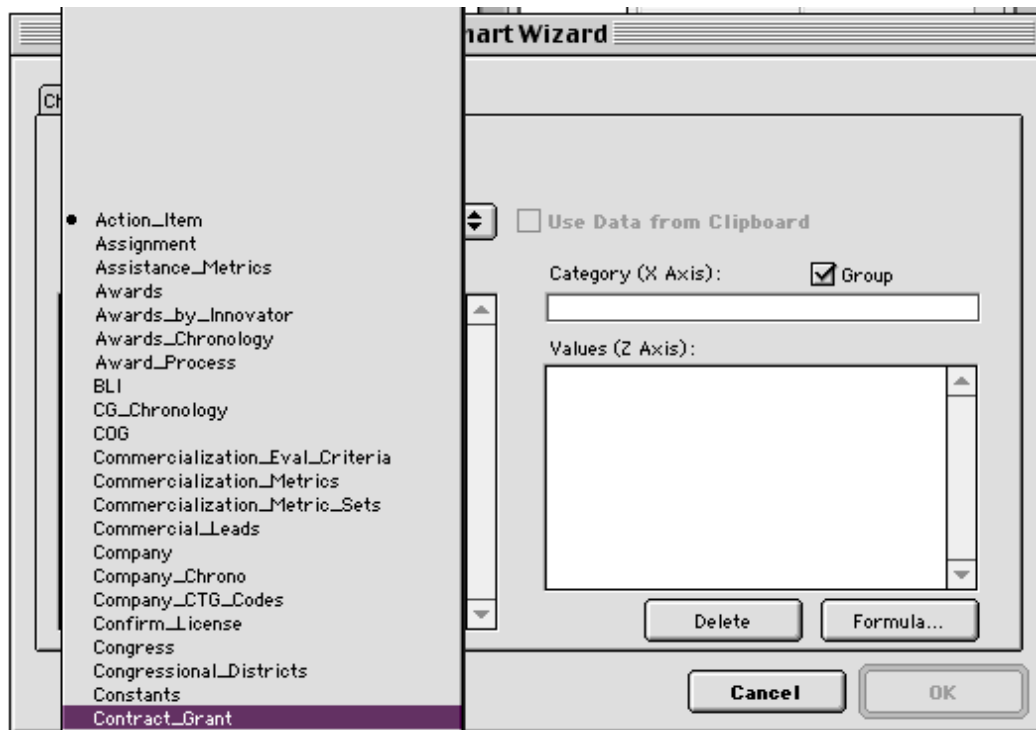 hart Wizard
Action_Item
Assignment
Assistance_Metrics
Awards
Awards_by_Innovator
Awards_Chronology
Award_Process
BLI
CG_Chronology
COG
Commercialization_Eval_Criteria
Commercialization_Metrics
Commercialization_Metric_Sets
Commercial_Leads
Company
Company_Chrono
Company_CTG_Codes
Confirm_License
Congress
Congressional_Districts
Constants
Contract_Grant
Use Data from Clipboard
Category (X Axis):
Group
Values (Z Axis):
Delete
Formula...
Cancel
OK